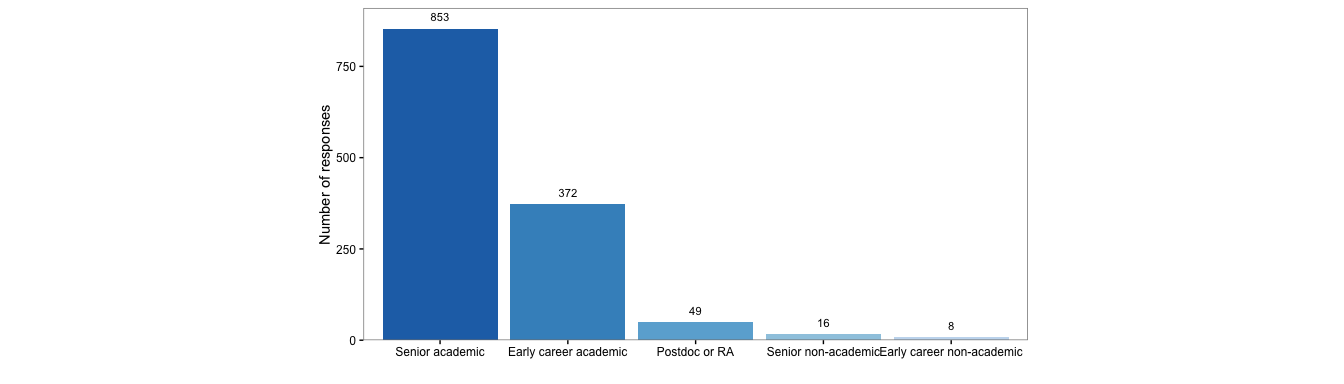 853
750
372
500
Number of responses
250
49
16
8
0
Senior academic
Early career academic
Postdoc or RA
Senior non-academic
Early career non-academic